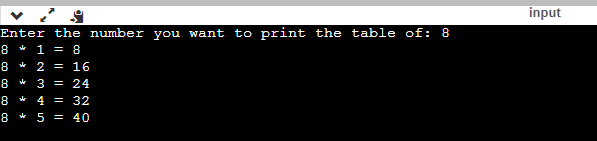 input
Enter the number you want to print the table of: 8
8 * 1 = 8
8 * 2 = 16
8 * 3 = 24
8 * 4 = 32
8 * 5 = 40